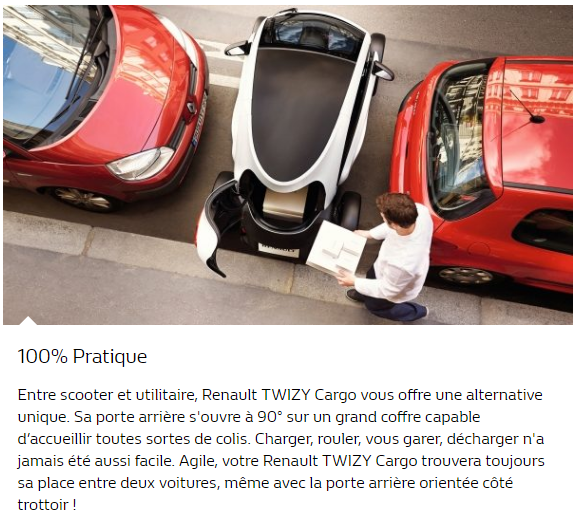 100% Pratique
Entre scooter et utilitaire, Renault TWIZY Cargo vous offre une alternative
unique. Sa porte arrière s'ouvre à 90° sur un grand coffre capable
d’accueillir toutes sortes de colis. Charger, rouler, vous garer, décharger n'a
jamais été aussi facile. Agile, votre Renault TWIZY Cargo trouvera toujours
sa place entre deux voitures, même avec la porte arrière orientée côté
trottoir !